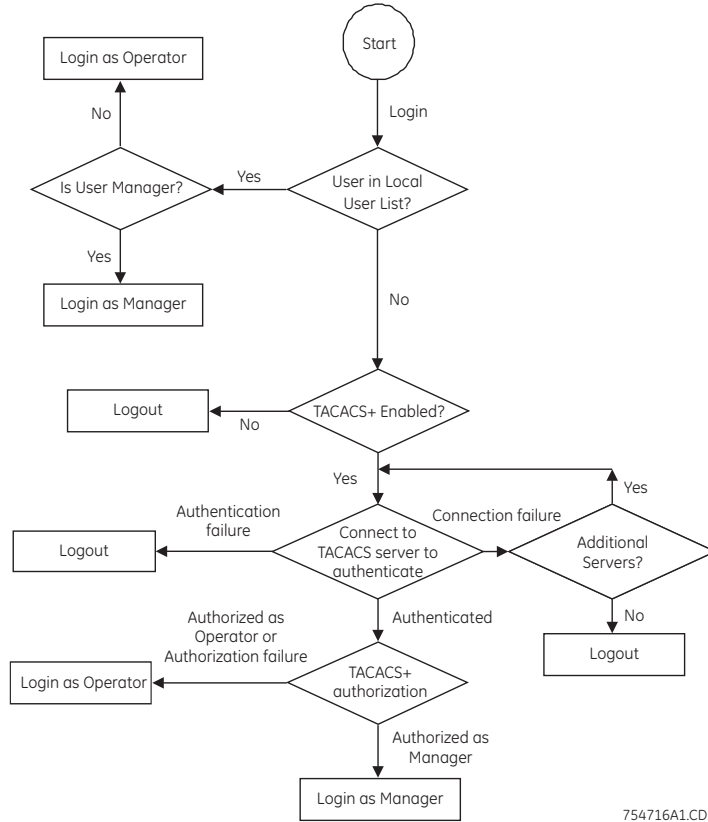 Start
Login as Operator
Login
No
Is User Manager?
Yes
User in Local
User List?
Yes
Login as Manager
No
TACACS+ Enabled?
Logout
No
Yes
Yes
Authentication
failure
Connection failure
Connect to
TACACS server to
authenticate
Additional
Servers?
Logout
Authorized as
Operator or
Authorization failure
Authenticated
No
Logout
TACACS+
authorization
Login as Operator
Authorized as
Manager
Login as Manager
754716A1.CD